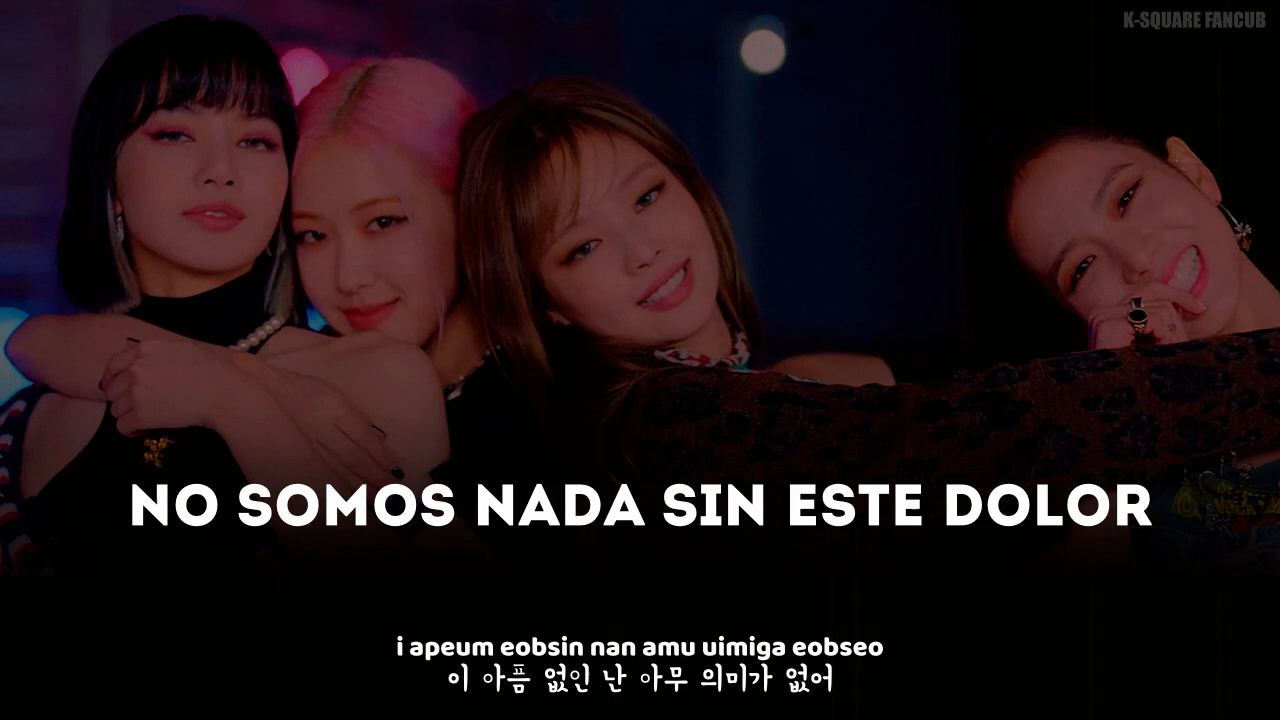 K-SQUARE FANCUB
NO SOMOS NADA SIN ESTE DOLOR
i apeum eobsin nan amu uimiga eobseo
이 아픔 없인 난 아무 의미가 없어